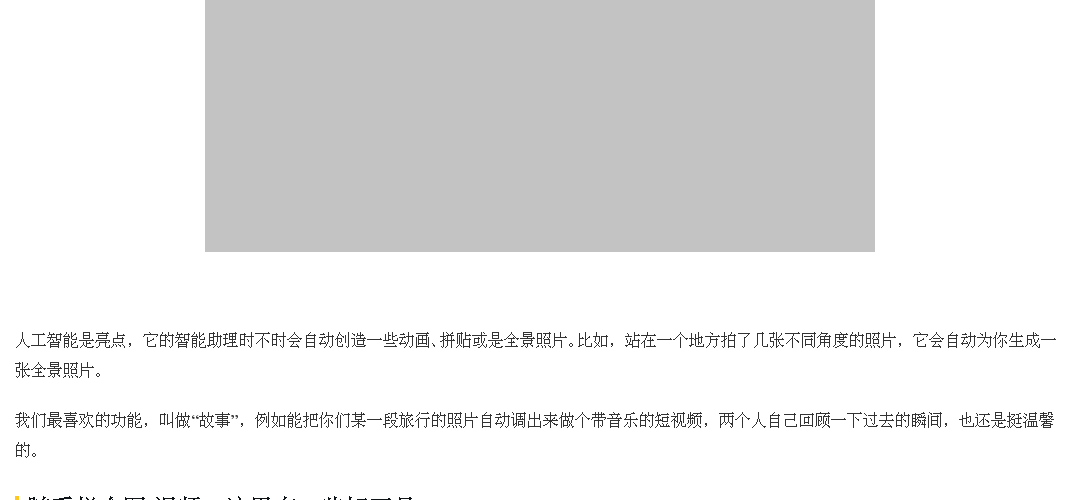 人工智能是亮点，它的智能助理时不时会自动创造一些动画、拼贴或是全景照片。比如，站在一个地方拍了几张不同角度的照片，它会自动为你生成一
张全景照片。
我们最喜欢的功能，叫做“故事”，例如能把你们某一段旅行的照片自动调出来做个带音乐的短视频，两个人自己回顾一下过去的瞬间，也还是挺温馨
的。